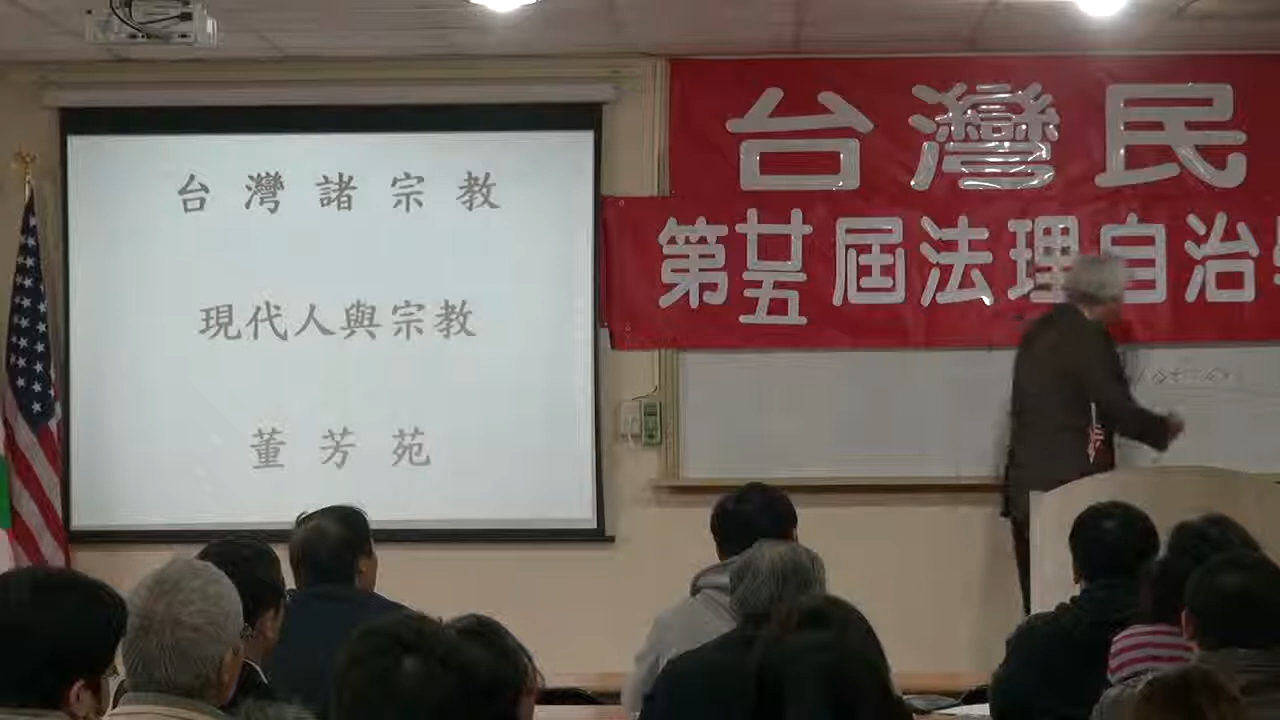 台灣諸宗教
現代人與宗教
董芳苑
台灣民
第廿五屆法理自治